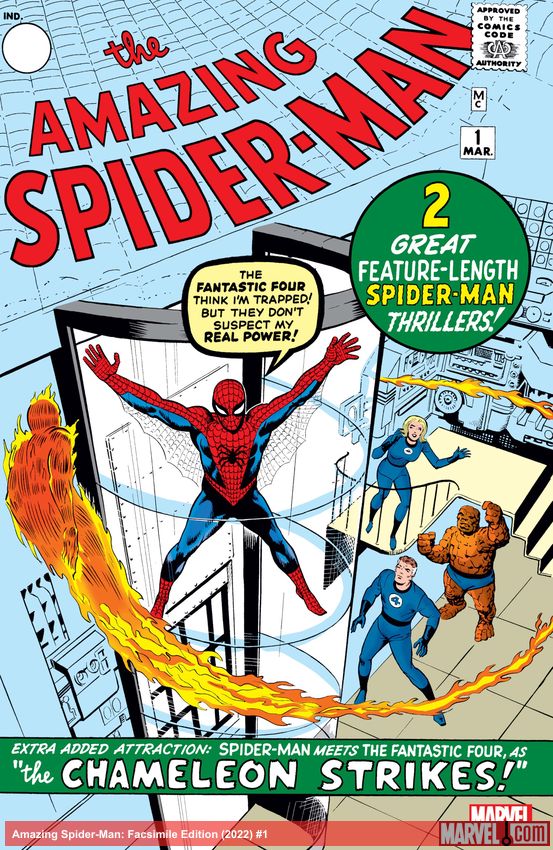 IND.
the
AMAZING
SPIDER-MAN
APPROVED
BY THE
COMICS
CODE
CA
AUTHORITY
M
C
1
MAR.
2
GREAT
FEATURE-LENGTH
SPIDER-MAN
THRILLERS!
THE
FANTASTIC FOUR
THINK I'M TRAPPED!
BUT THEY DON'T
SUSPECT MY
REAL POWER!
4
EXTRA ADDED ATTRACTION: SPIDER-MAN MEETS THE FANTASTIC FOUR, AS
"the CHAMELEON STRIKES!"
MARVEL
Amazing Spider-Man: Facsimile Edition (2022) #1
MARVEL.com